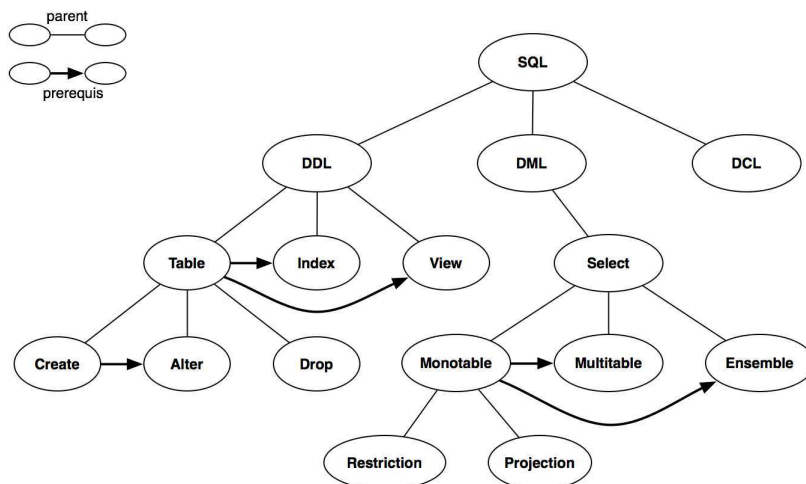 parent
prerequis
SQL
DDL
DML
DCL
Table
Index
View
Select
Create
Alter
Drop
Monotable
Multitable
Ensemble
Restriction
Projection